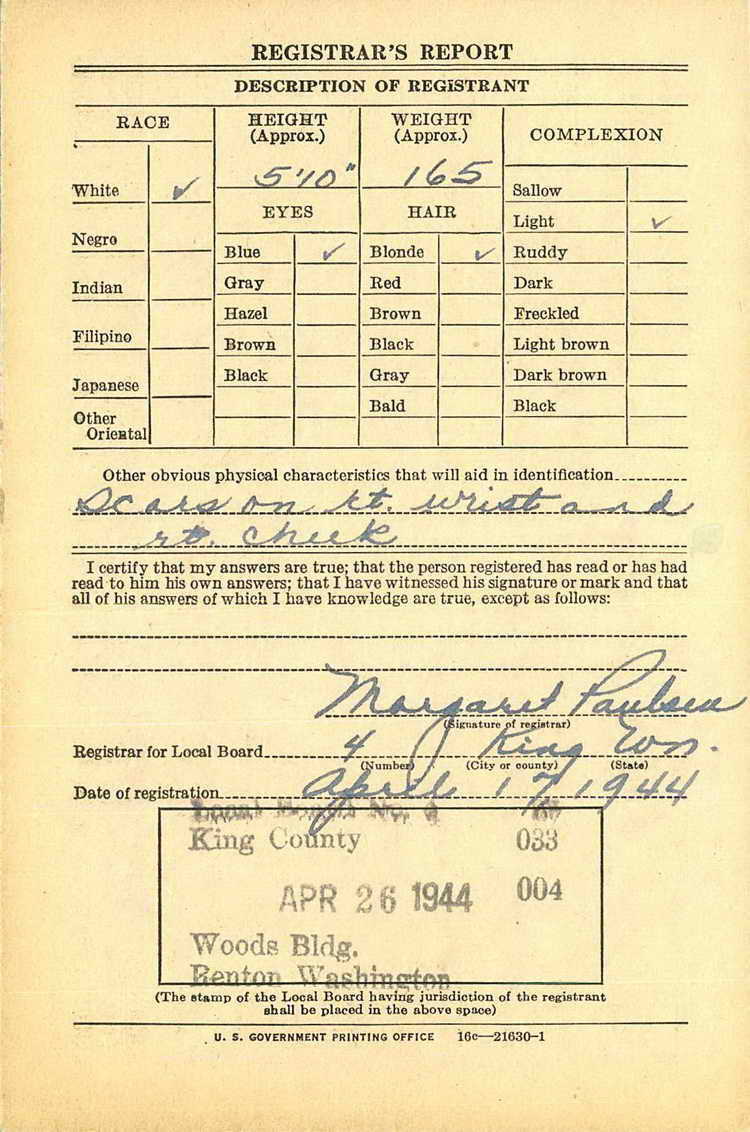 REGISTRAR'S REPORT
DESCRIPTION OF REGISTRANT
RACE
HEIGHT
(Approx.)
WEIGHT
(Approx.)
COMPLEXION
5'10"
165
White ✓
Sallow
EYES
HAIR
Light ✓
Negro
Blue ✓
Blonde ✓
Ruddy
Indian
Gray
Red
Dark
Hazel
Brown
Freckled
Filipino
Brown
Black
Light brown
Japanese
Black
Gray
Dark brown
Other
Oriental
Bald
Black
Other obvious physical characteristics that will aid in identification
Scars on rt. wrist and
rt. cheek
I certify that my answers are true; that the person registered has read or has had
read to him his own answers; that I have witnessed his signature or mark and that
all of his answers of which I have knowledge are true, except as follows:
Margaret Paulsen
(Signature of registrar)
Registrar for Local Board 4 King Wn.
(Number) (City or county) (State)
Date of registration April 17 1944
Local Board No. 4
King County 033
APR 26 1944 004
Woods Bldg.
Renton Washington
(The stamp of the Local Board having jurisdiction of the registrant
shall be placed in the above space)
U. S. GOVERNMENT PRINTING OFFICE 16c—21630-1